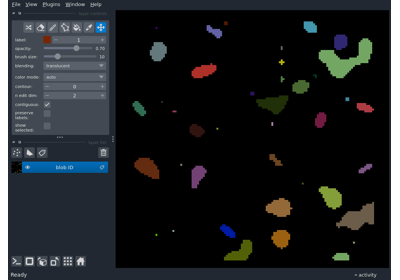 File View Plugins Window Help
label: 1
opacity: 0.70
brush size: 10
blending: translucent
color mode: auto
contour: 0
n edit dim: 2
contiguous:
preserve labels:
show selected:
blob ID
Ready
activity